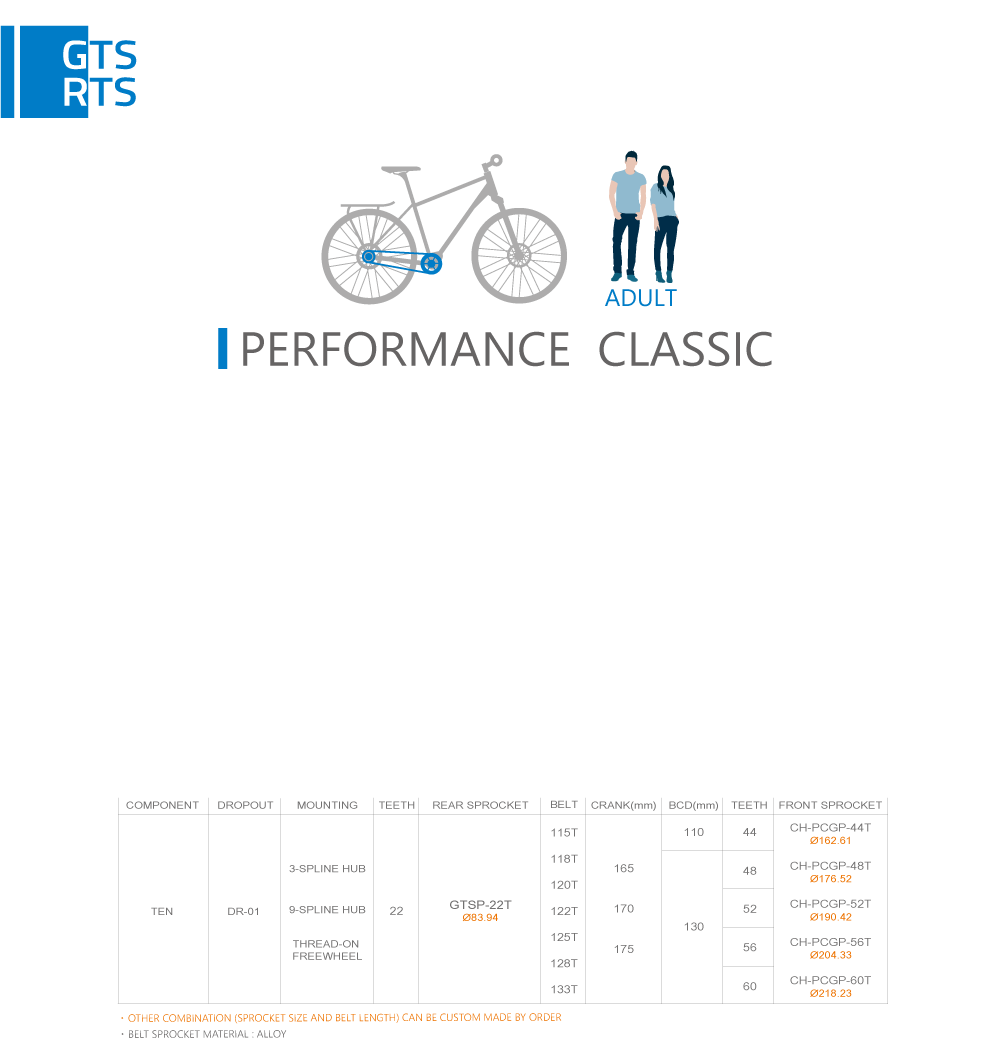 GTS
RTS
ADULT
PERFORMANCE CLASSIC
COMPONENT DROPOUT MOUNTING TEETH REAR SPROCKET BELT CRANK(mm) BCD(mm) TEETH FRONT SPROCKET
TEN
DR-01
3-SPLINE HUB
9-SPLINE HUB
THREAD-ON
FREEWHEEL
22
GTSP-22T
Ø83.94
115T
118T
120T
122T
125T
128T
133T
165
170
175
110
130
44
48
52
56
60
CH-PCGP-44T
Ø162.61
CH-PCGP-48T
Ø176.52
CH-PCGP-52T
Ø190.42
CH-PCGP-56T
Ø204.33
CH-PCGP-60T
Ø218.23
・OTHER COMBINATION (SPROCKET SIZE AND BELT LENGTH) CAN BE CUSTOM MADE BY ORDER
・BELT SPROCKET MATERIAL : ALLOY